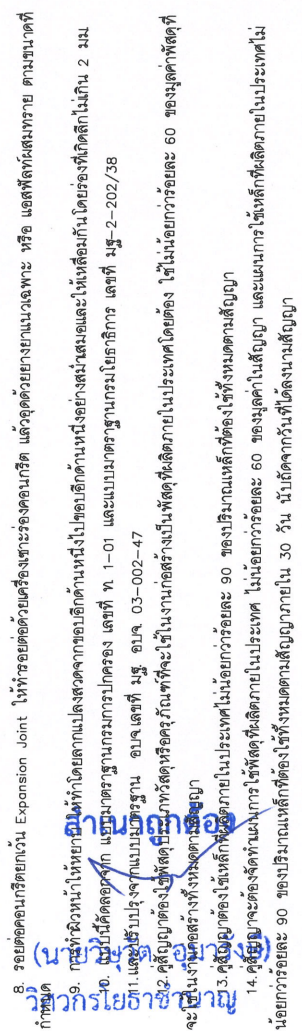 8. รอยต่อคอนกรีตยกเว้น Expansion Joint ให้ทำรอยต่อด้วยเครื่องเซาะร่องคอนกรีต แล้วอุดด้วยยางยาแนวเฉพาะ หรือ แอสฟัลท์ผสมทราย ตามขนาดที่
กำหนด
9. การทำผิวหน้าให้หยาบ ให้ทำโดยลากแปลงลวดจากขอบอีกด้านหนึ่งไปขอบอีกด้านหนึ่งอย่างสม่ำเสมอและให้เหลื่อมกันโดยร่องที่เกิดลึกไม่เกิน 2 มม
10. แบบนี้คัดลอกจาก แบบมาตราฐานกรมการปกครอง เลขที่ ท 1-01 และแบบมาตราฐานกรมโยธาธิการ เลขที่ มฐ-2-202/38
11. และปรับปรุงจากแบบมาตรฐาน อบจ.เลขที่ มฐ. อบจ. 03-002-47
12. คู่สัญญาต้องใช้พัสดุประเภทวัสดุหรือครุภัณฑ์ที่จะใช้ในงานก่อสร้างเป็นพัสดุที่ผลิตภายในประเทศโดยต้อง ใช้ไม่น้อยกว่าร้อยละ 60 ของมูลค่าพัสดุที่
จะใช้ในงานก่อสร้างทั้งหมดตามสัญญา
13. คู่สัญญาต้องใช้เหล็กที่ผลิตภายในประเทศไม่น้อยกว่าร้อยละ 90 ของปริมาณเหล็กที่ต้องใช้ทั้งหมดตามสัญญา
14. คู่สัญญาจะต้องจัดทำแผนการใช้พัสดุที่ผลิตภายในประเทศ ไม่น้อยกว่าร้อยละ 60 ของมูลค่าในสัญญา และแผนการใช้เหล็กที่ผลิตภายในประเทศไม่
น้อยกว่าร้อยละ 90 ของปริมาณเหล็กที่ต้องใช้ทั้งหมดตามสัญญาภายใน 30 วัน นับถัดจากวันที่ได้ลงนามสัญญา
สำเนาถูกต้อง
วิศวกรโยธาชำนาญ